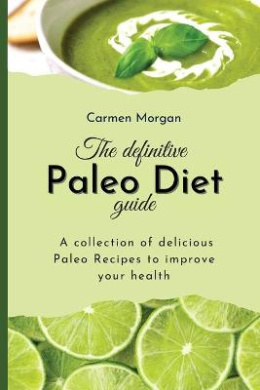 Carmen Morgan
The definitive
Paleo Diet
guide
A collection of delicious
Paleo Recipes to improve
your health